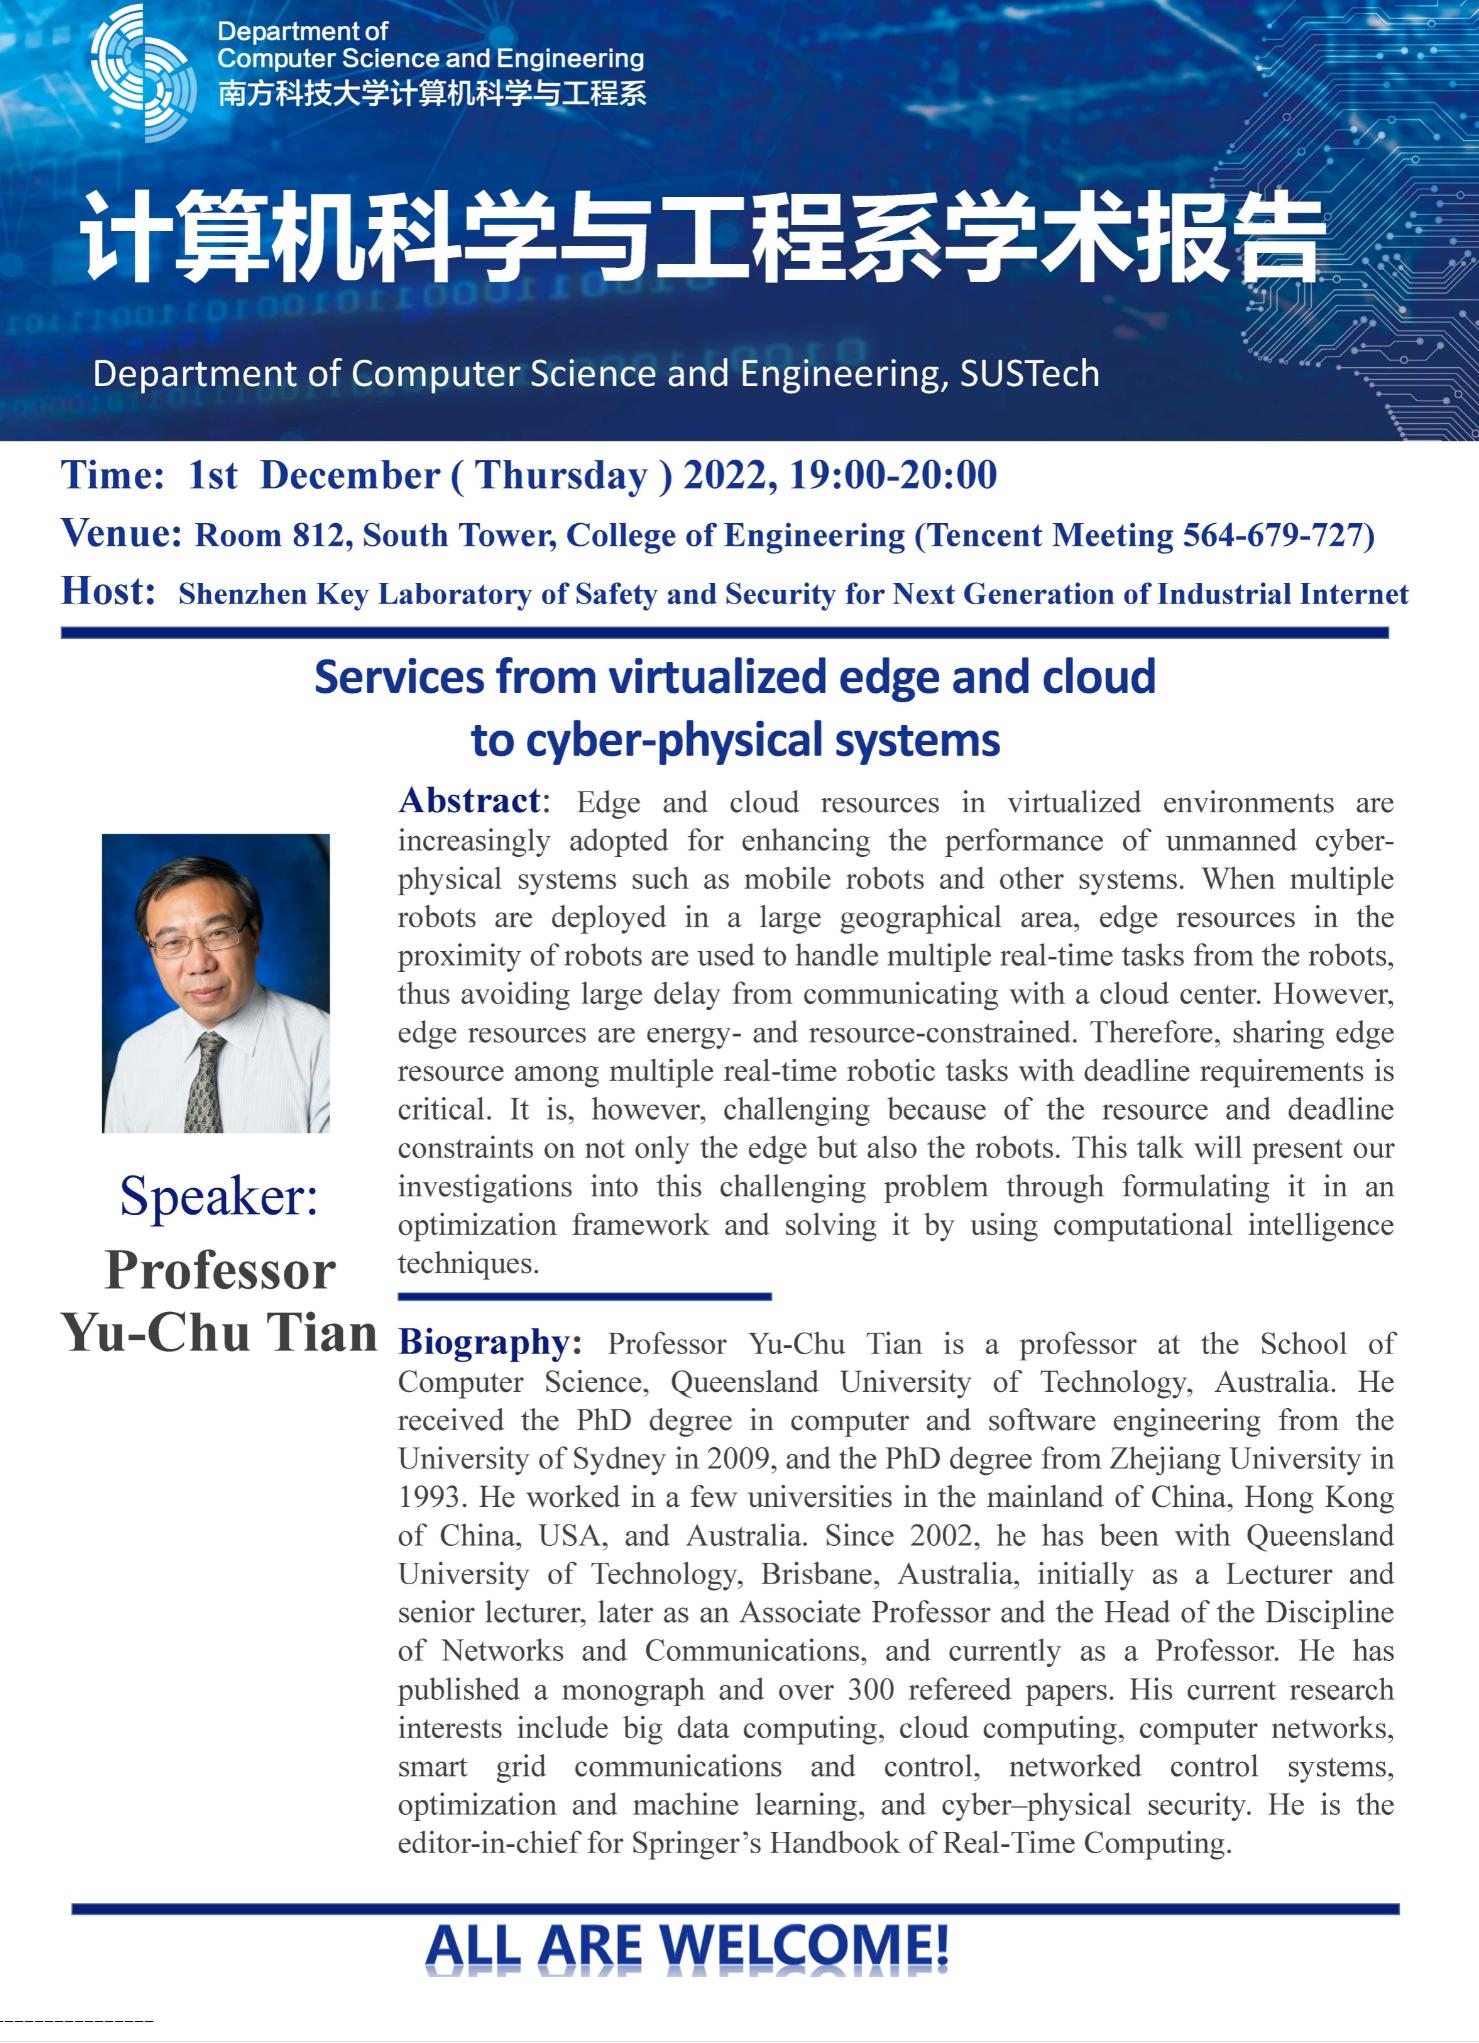 Department of
Computer Science and Engineering
南方科技大学计算机科学与工程系
计算机科学与工程系学术报告
Department of Computer Science and Engineering, SUSTech
Time: 1st December ( Thursday ) 2022, 19:00-20:00
Venue: Room 812, South Tower, College of Engineering (Tencent Meeting 564-679-727)
Host: Shenzhen Key Laboratory of Safety and Security for Next Generation of Industrial Internet
Services from virtualized edge and cloud
to cyber-physical systems
Abstract: Edge and cloud resources in virtualized environments are
increasingly adopted for enhancing the performance of unmanned cyber-
physical systems such as mobile robots and other systems. When multiple
robots are deployed in a large geographical area, edge resources in the
proximity of robots are used to handle multiple real-time tasks from the robots,
thus avoiding large delay from communicating with a cloud center. However,
edge resources are energy- and resource-constrained. Therefore, sharing edge
resource among multiple real-time robotic tasks with deadline requirements is
critical. It is, however, challenging because of the resource and deadline
constraints on not only the edge but also the robots. This talk will present our
investigations into this challenging problem through formulating it in an
optimization framework and solving it by using computational intelligence
techniques.
Speaker:
Professor
Yu-Chu Tian
Biography: Professor Yu-Chu Tian is a professor at the School of
Computer Science, Queensland University of Technology, Australia. He
received the PhD degree in computer and software engineering from the
University of Sydney in 2009, and the PhD degree from Zhejiang University in
1993. He worked in a few universities in the mainland of China, Hong Kong
of China, USA, and Australia. Since 2002, he has been with Queensland
University of Technology, Brisbane, Australia, initially as a Lecturer and
senior lecturer, later as an Associate Professor and the Head of the Discipline
of Networks and Communications, and currently as a Professor. He has
published a monograph and over 300 refereed papers. His current research
interests include big data computing, cloud computing, computer networks,
smart grid communications and control, networked control systems,
optimization and machine learning, and cyber–physical security. He is the
editor-in-chief for Springer’s Handbook of Real-Time Computing.
ALL ARE WELCOME!